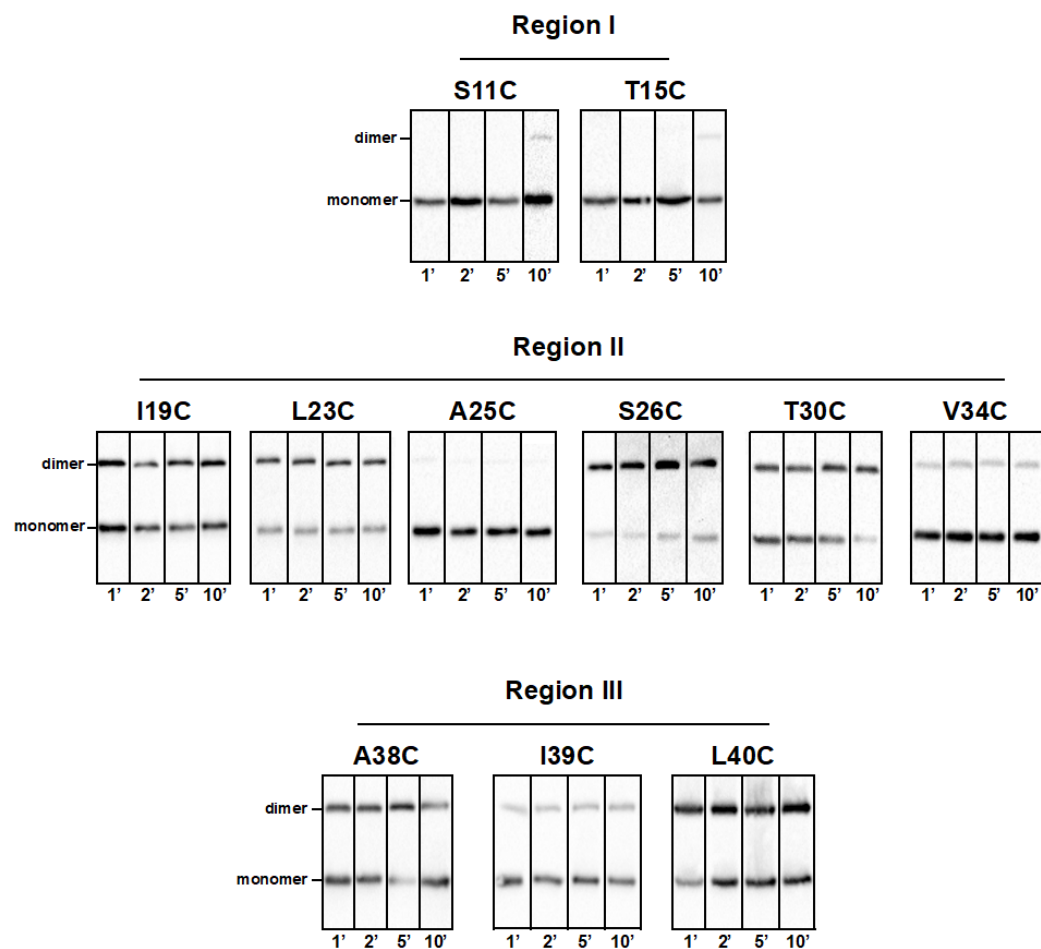 Region I
S11C T15C
dimer
monomer
1’ 2’ 5’ 10’ 1’ 2’ 5’ 10’
Region II
I19C L23C A25C S26C T30C V34C
dimer
monomer
1’ 2’ 5’ 10’ 1’ 2’ 5’ 10’ 1’ 2’ 5’ 10’ 1’ 2’ 5’ 10’ 1’ 2’ 5’ 10’ 1’ 2’ 5’ 10’
Region III
A38C I39C L40C
dimer
monomer
1’ 2’ 5’ 10’ 1’ 2’ 5’ 10’ 1’ 2’ 5’ 10’